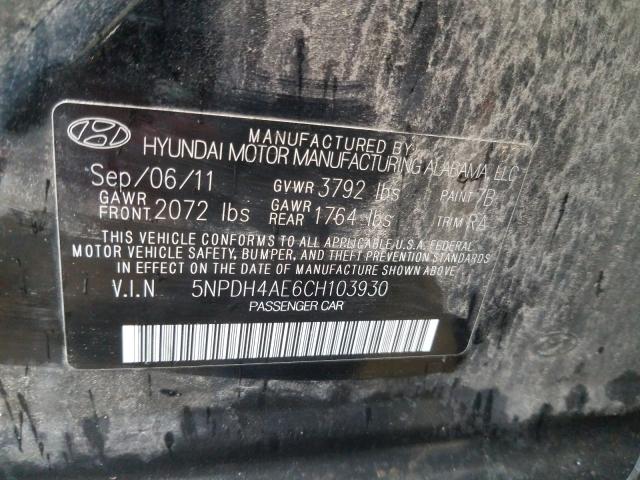 MANUFACTURED BY
HYUNDAI MOTOR MANUFACTURING ALABAMA, LLC
Sep/06/11 GVWR 3792 lbs PAINT 7B
GAWR FRONT 2072 lbs GAWR REAR 1764 lbs TRIM RA
THIS VEHICLE CONFORMS TO ALL APPLICABLE U.S.A. FEDERAL
MOTOR VEHICLE SAFETY, BUMPER, AND THEFT PREVENTION STANDARDS
IN EFFECT ON THE DATE OF MANUFACTURE SHOWN ABOVE
V.I.N 5NPDH4AE6CH103930
PASSENGER CAR